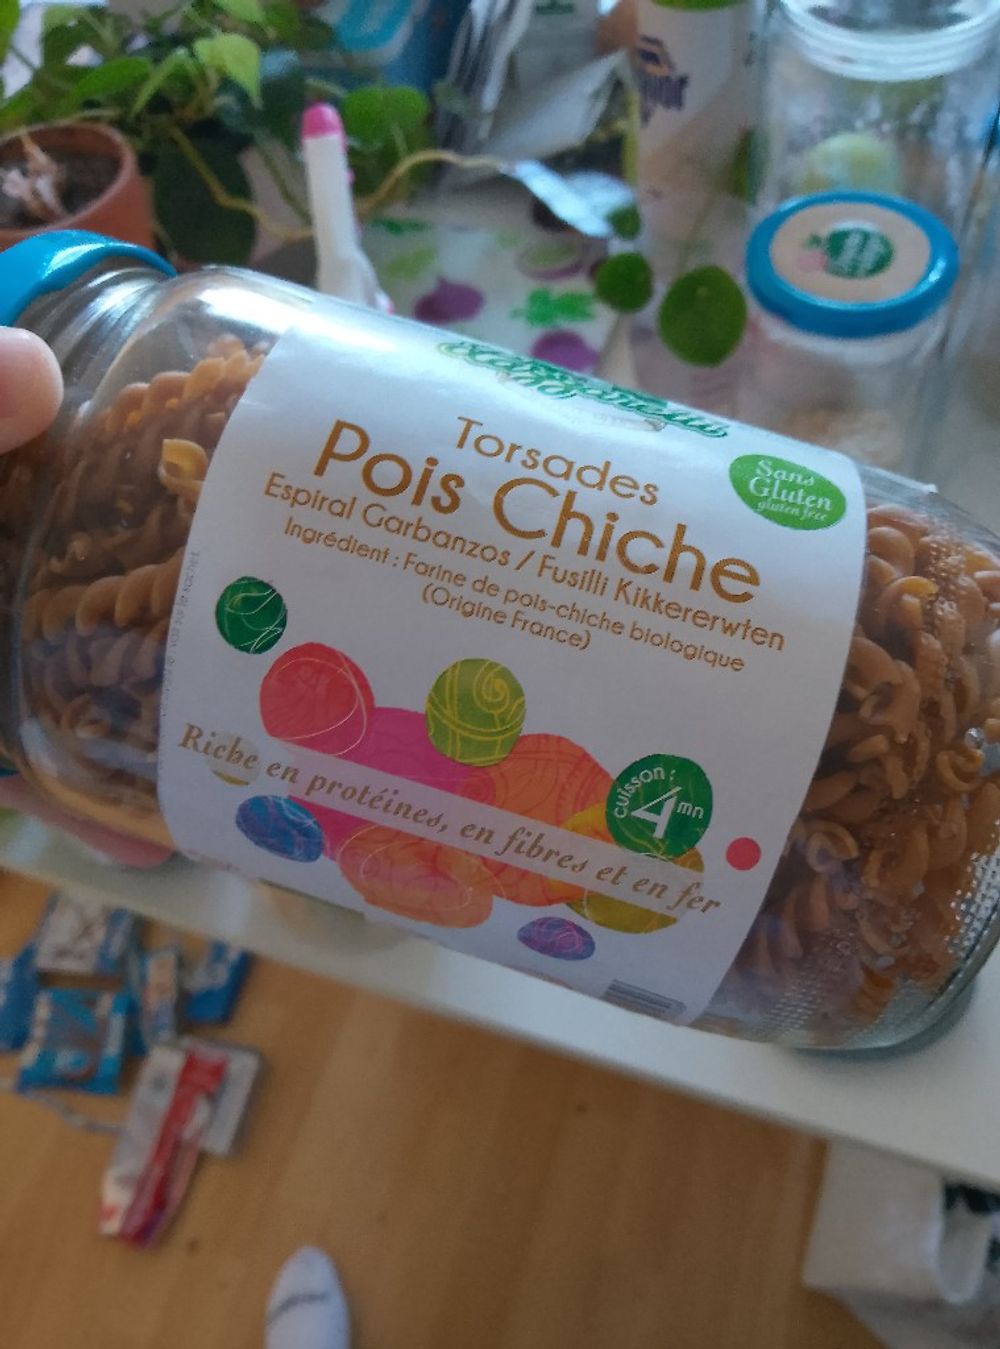 Torsades
Pois Chiche
Espiral Garbanzos / Fusilli Kikkererwten
Ingrédient : Farine de pois-chiche biologique
(Origine France)
Sans
Gluten
gluten free
Riche en protéines, en fibres et en fer
cuisson :
4 mn